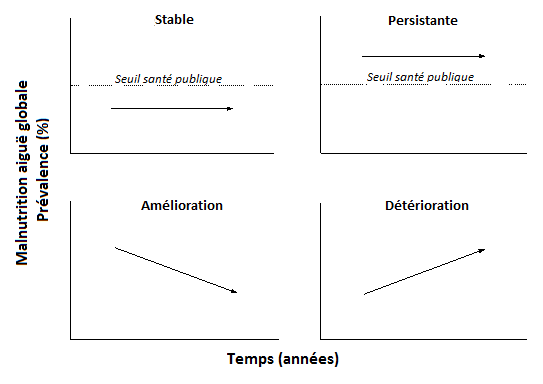 Stable
Persistante
Seuil santé publique
Seuil santé publique
Malnutrition aiguë globale
Prévalence (%)
Amélioration
Détérioration
Temps (années)